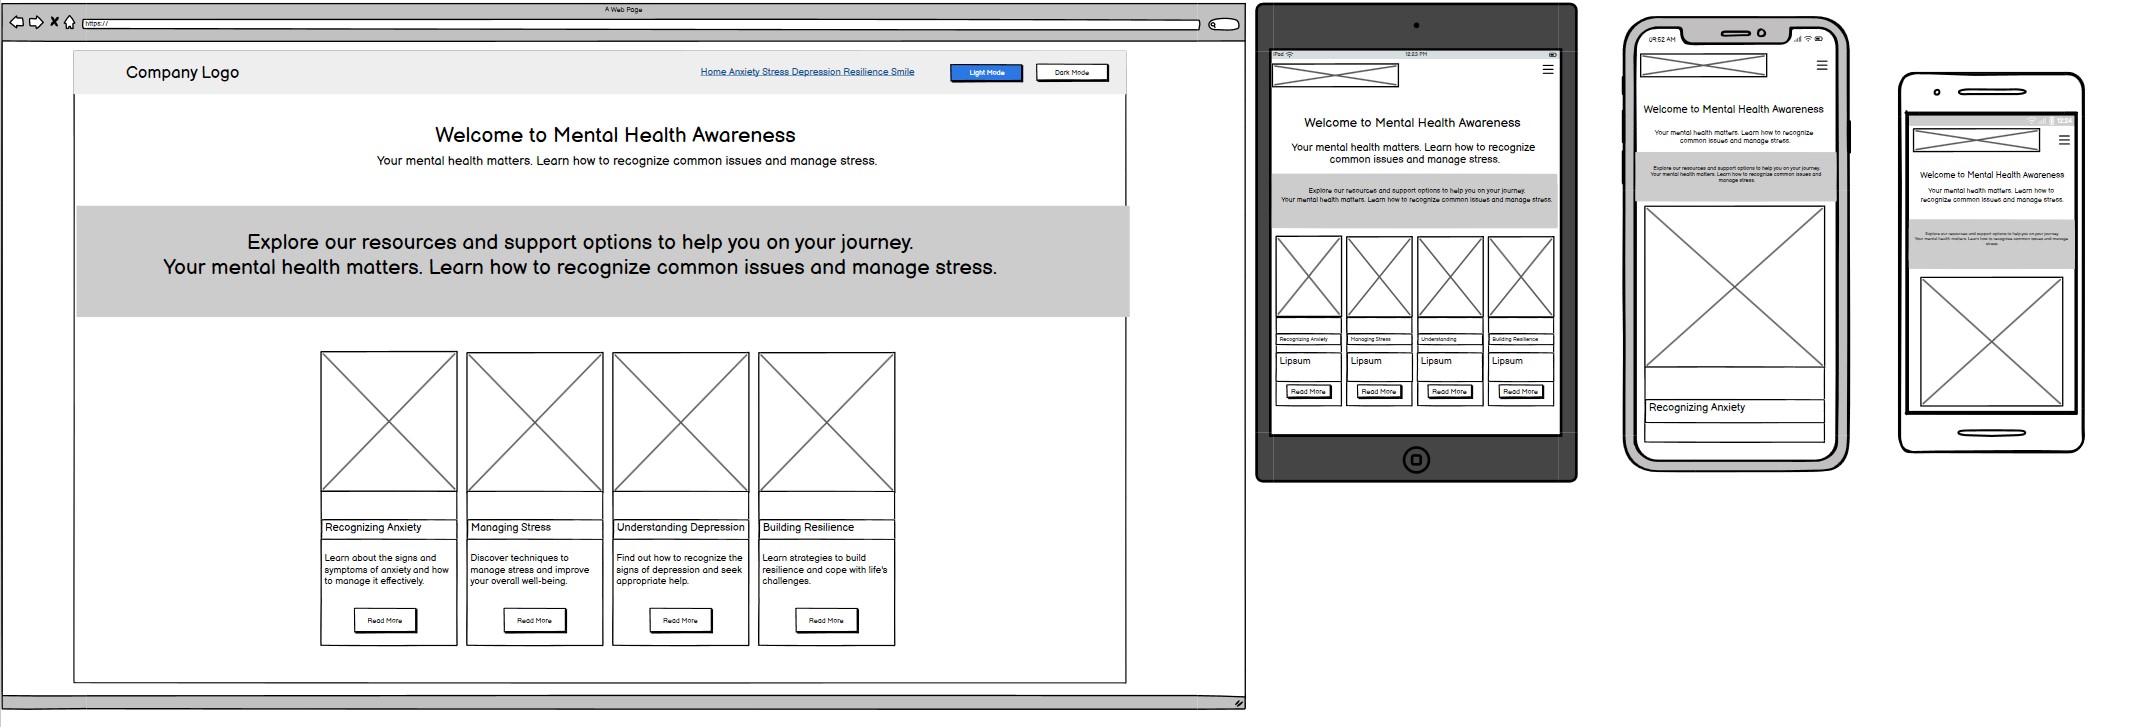 A Web Page
https://
Company Logo
Home Anxiety Stress Depression Resilience Smile
Light Mode
Dark Mode
Welcome to Mental Health Awareness
Your mental health matters. Learn how to recognize common issues and manage stress.
Explore our resources and support options to help you on your journey.
Your mental health matters. Learn how to recognize common issues and manage stress.
Recognizing Anxiety
Learn about the signs and
symptoms of anxiety and how
to manage it effectively.
Read More
Managing Stress
Discover techniques to
manage stress and improve
your overall well-being.
Read More
Understanding Depression
Find out how to recognize the
signs of depression and seek
appropriate help.
Read More
Building Resilience
Learn strategies to build
resilience and cope with life's
challenges.
Read More
iPad
12:23 PM
Welcome to Mental Health Awareness
Your mental health matters. Learn how to recognize
common issues and manage stress.
Explore our resources and support options to help you on your journey.
Your mental health matters. Learn how to recognize common issues and manage stress.
Recognizing Anxiety
Lipsum
Read More
Managing Stress
Lipsum
Read More
Understanding
Lipsum
Read More
Building Resilience
Lipsum
Read More
09:52 AM
Welcome to Mental Health Awareness
Your mental health matters. Learn how to recognize
common issues and manage stress.
Explore our resources and support options to help you on your journey.
Your mental health matters. Learn how to recognize common issues and
manage stress.
Recognizing Anxiety
12:24
Welcome to Mental Health Awareness
Your mental health matters. Learn how to
recognize common issues and manage stress.
Explore our resources and support options to help you on your journey.
Your mental health matters. Learn how to recognize common issues and manage
stress.